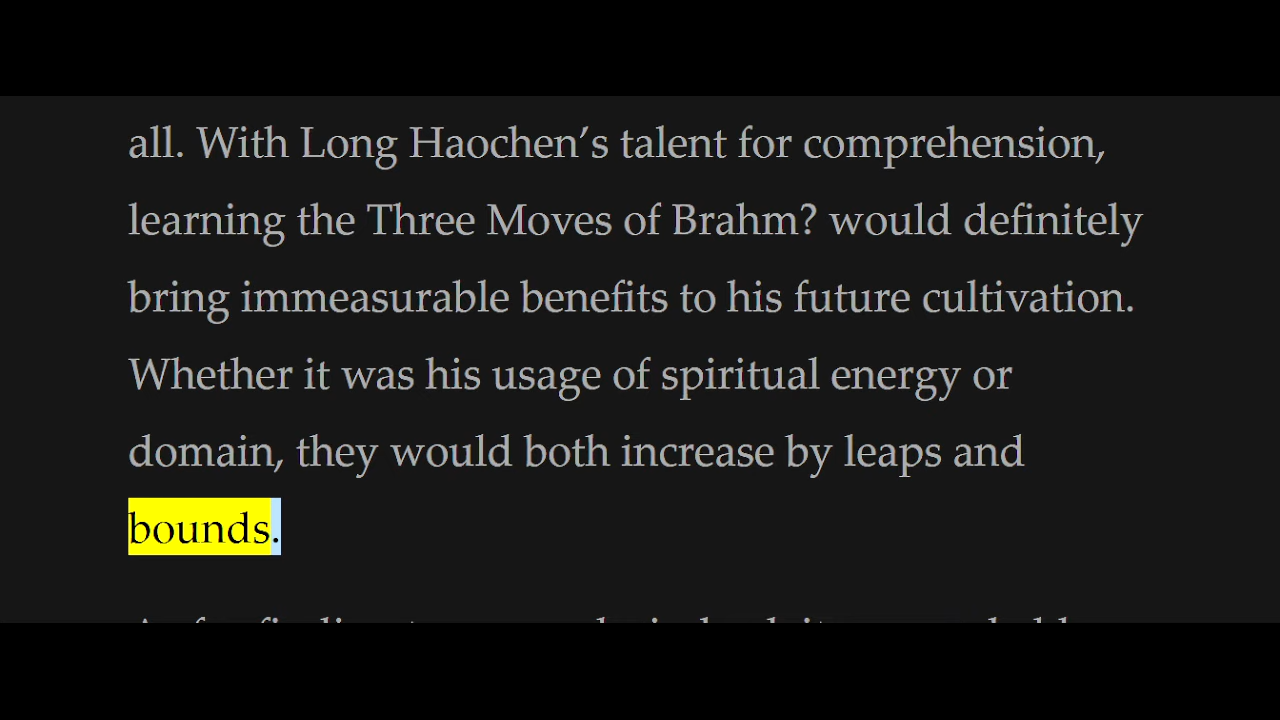 all. With Long Haochen’s talent for comprehension,
learning the Three Moves of Brahm? would definitely
bring immeasurable benefits to his future cultivation.
Whether it was his usage of spiritual energy or
domain, they would both increase by leaps and
bounds.